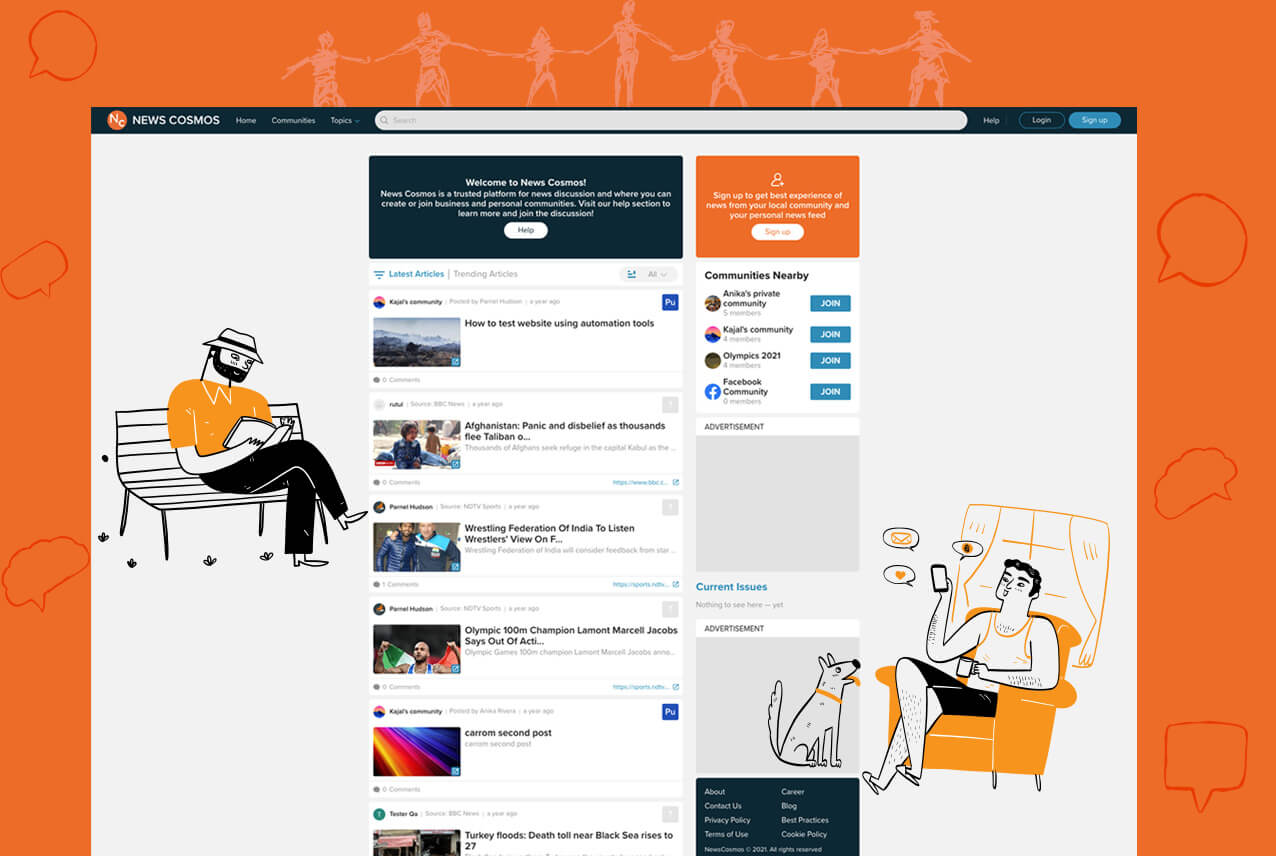 NC NEWS COSMOS Home Communities Topics Search Help Login Sign up
Welcome to News Cosmos!
News Cosmos is a trusted platform for news discussion and where you can
create or join business and personal communities. Visit our help section to
learn more and join the discussion!
Help
Sign up to get best experience of
news from your local community and
your personal news feed
Sign up
Latest Articles | Trending Articles All
Kajal's community | Posted by Parnel Hudson | a year ago Pu
How to test website using automation tools
0 Comments
rutul | Source: BBC News | a year ago
Afghanistan: Panic and disbelief as thousands
flee Taliban o...
Thousands of Afghans seek refuge in the capital Kabul as the ...
0 Comments https://www.bbc.c...
Parnel Hudson | Source: NDTV Sports | a year ago
Wrestling Federation Of India To Listen
Wrestlers' View On F...
Wrestling Federation of India will consider feedback from star ...
1 Comments https://sports.ndtv...
Parnel Hudson | Source: NDTV Sports | a year ago
Olympic 100m Champion Lamont Marcell Jacobs
Says Out Of Acti...
Olympic Games 100m champion Lamont Marcell Jacobs anno...
0 Comments https://sports.ndtv...
Kajal's community | Posted by Anika Rivera | a year ago Pu
carrom second post
carrom second post
0 Comments
T Tester Qa | Source: BBC News | a year ago
Turkey floods: Death toll near Black Sea rises to
27
Communities Nearby
Anika's private
community
5 members
JOIN
Kajal's community
4 members
JOIN
Olympics 2021
4 members
JOIN
Facebook
Community
0 members
JOIN
ADVERTISEMENT
Current Issues
Nothing to see here — yet
ADVERTISEMENT
About Career
Contact Us Blog
Privacy Policy Best Practices
Terms of Use Cookie Policy
NewsCosmos © 2021. All rights reserved